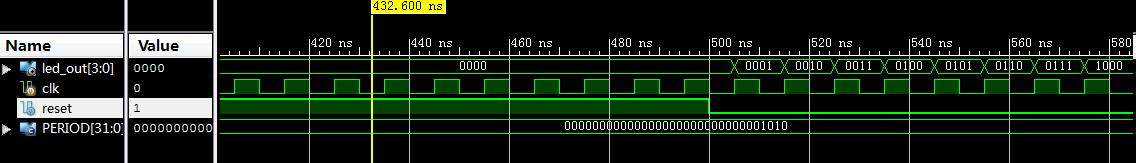 432.600 ns
Name Value 420 ns 440 ns 460 ns 480 ns 500 ns 520 ns 540 ns 560 ns 580
led_out[3:0] 0000 0000 0001 0010 0011 0100 0101 0110 0111 1000
clk 0
reset 1
PERIOD[31:0] 0000000000 00000000000000000000000000001010